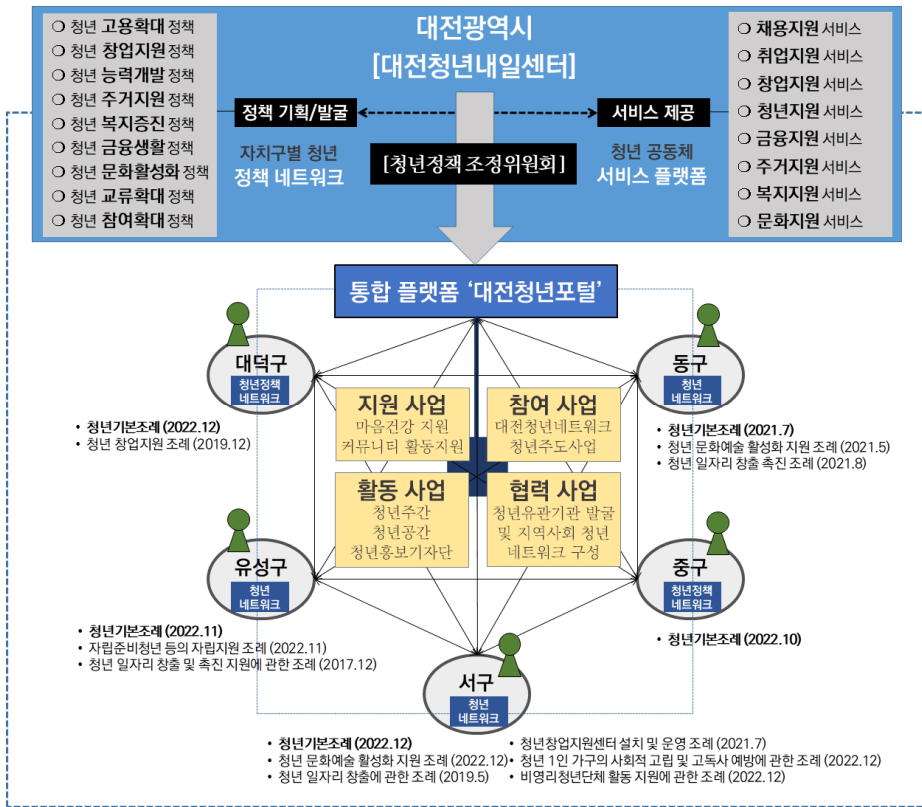 ❍ 청년 고용확대 정책
❍ 청년 창업지원 정책
❍ 청년 능력개발 정책
❍ 청년 주거지원 정책
❍ 청년 복지증진 정책
❍ 청년 금융생활 정책
❍ 청년 문화활성화 정책
❍ 청년 교류확대 정책
❍ 청년 참여확대 정책
대전광역시
[대전청년내일센터]
정책 기획/발굴
서비스 제공
자치구별 청년
정책 네트워크
[청년정책 조정위원회]
청년 공동체
서비스 플랫폼
❍ 채용지원 서비스
❍ 취업지원 서비스
❍ 창업지원 서비스
❍ 청년지원 서비스
❍ 금융지원 서비스
❍ 주거지원 서비스
❍ 복지지원 서비스
❍ 문화지원 서비스
통합 플랫폼 ‘대전청년포털’
대덕구
청년정책
네트워크
• 청년기본조례 (2022.12)
• 청년 창업지원 조례 (2019.12)
동구
청년
네트워크
• 청년기본조례 (2021.7)
• 청년 문화예술 활성화 지원 조례 (2021.5)
• 청년 일자리 창출 촉진 조례 (2021.8)
지원 사업
마음건강 지원
커뮤니티 활동지원
참여 사업
대전청년네트워크
청년주도사업
활동 사업
청년주간
청년공간
청년홍보기자단
협력 사업
청년유관기관 발굴
및 지역사회 청년
네트워크 구성
유성구
청년
네트워크
• 청년기본조례 (2022.11)
• 자립준비청년 등의 자립지원 조례 (2022.11)
• 청년 일자리 창출 및 촉진 지원에 관한 조례 (2017.12)
중구
청년정책
네트워크
• 청년기본조례 (2022.10)
서구
청년
네트워크
• 청년기본조례 (2022.12)
• 청년 문화예술 활성화 지원 조례 (2022.12)
• 청년 일자리 창출에 관한 조례 (2019.5)
• 청년창업지원센터 설치 및 운영 조례 (2021.7)
• 청년 1인 가구의 사회적 고립 및 고독사 예방에 관한 조례 (2022.12)
• 비영리청년단체 활동 지원에 관한 조례 (2022.12)